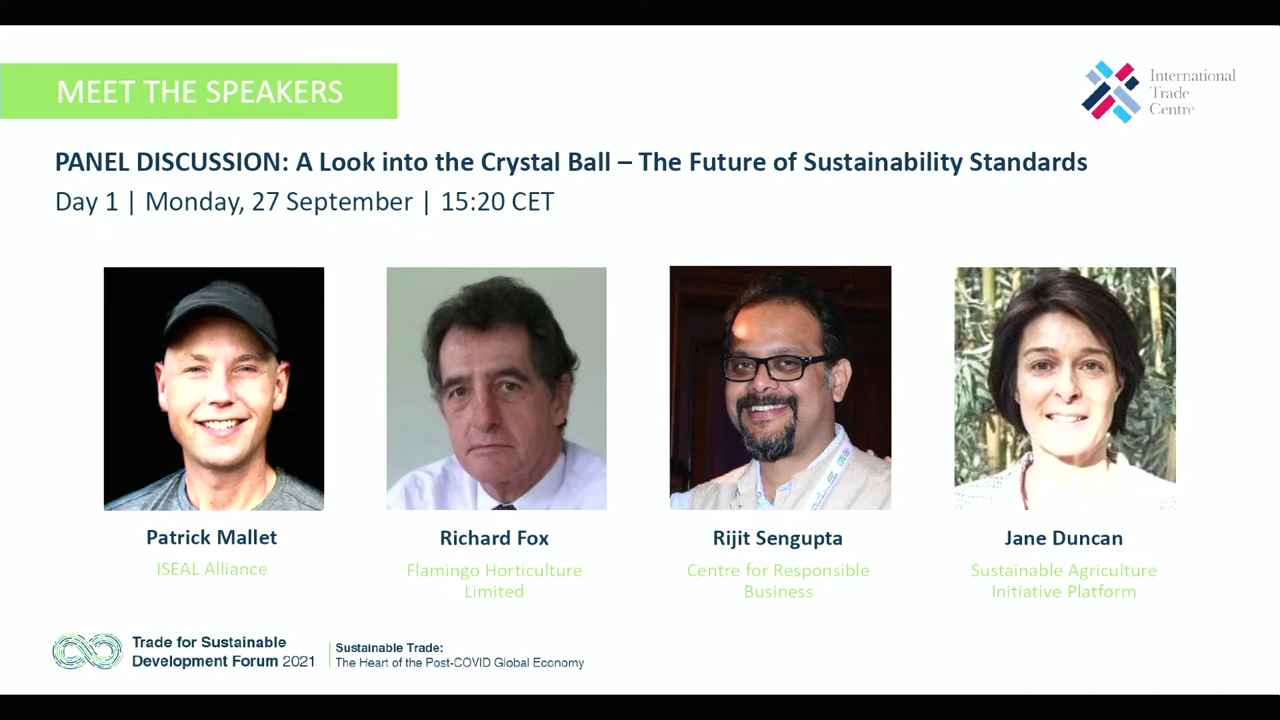 MEET THE SPEAKERS
International
Trade
Centre
PANEL DISCUSSION: A Look into the Crystal Ball – The Future of Sustainability Standards
Day 1 | Monday, 27 September | 15:20 CET
Patrick Mallet
ISEAL Alliance
Richard Fox
Flamingo Horticulture
Limited
Rijit Sengupta
Centre for Responsible
Business
Jane Duncan
Sustainable Agriculture
Initiative Platform
Trade for Sustainable
Development Forum 2021
Sustainable Trade:
The Heart of the Post-COVID Global Economy